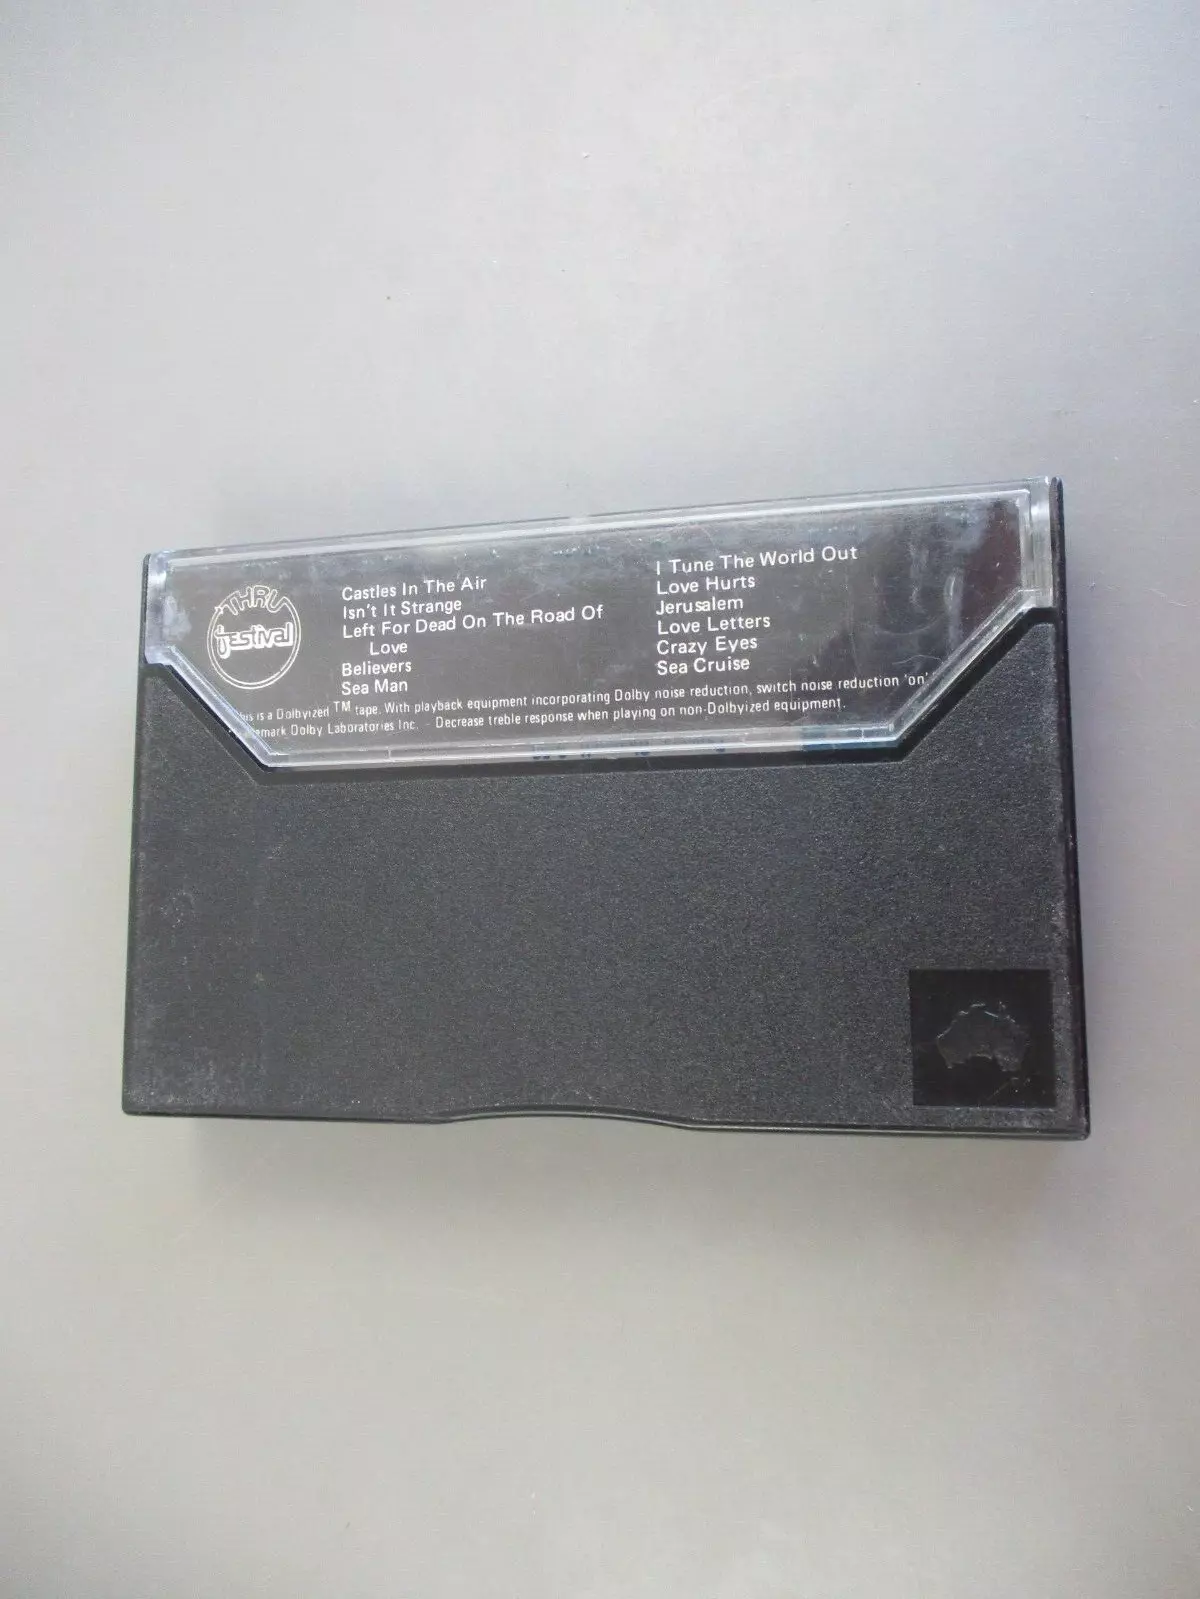 THRU
festival
Castles In The Air
Isn't It Strange
Left For Dead On The Road Of
Love
Believers
Sea Man
I Tune The World Out
Love Hurts
Jerusalem
Love Letters
Crazy Eyes
Sea Cruise
is a Dolbyized TM tape. With playback equipment incorporating Dolby noise reduction, switch noise reduction 'on'
Dolby Laboratories Inc. - Decrease treble response when playing on non-Dolbyized equipment.